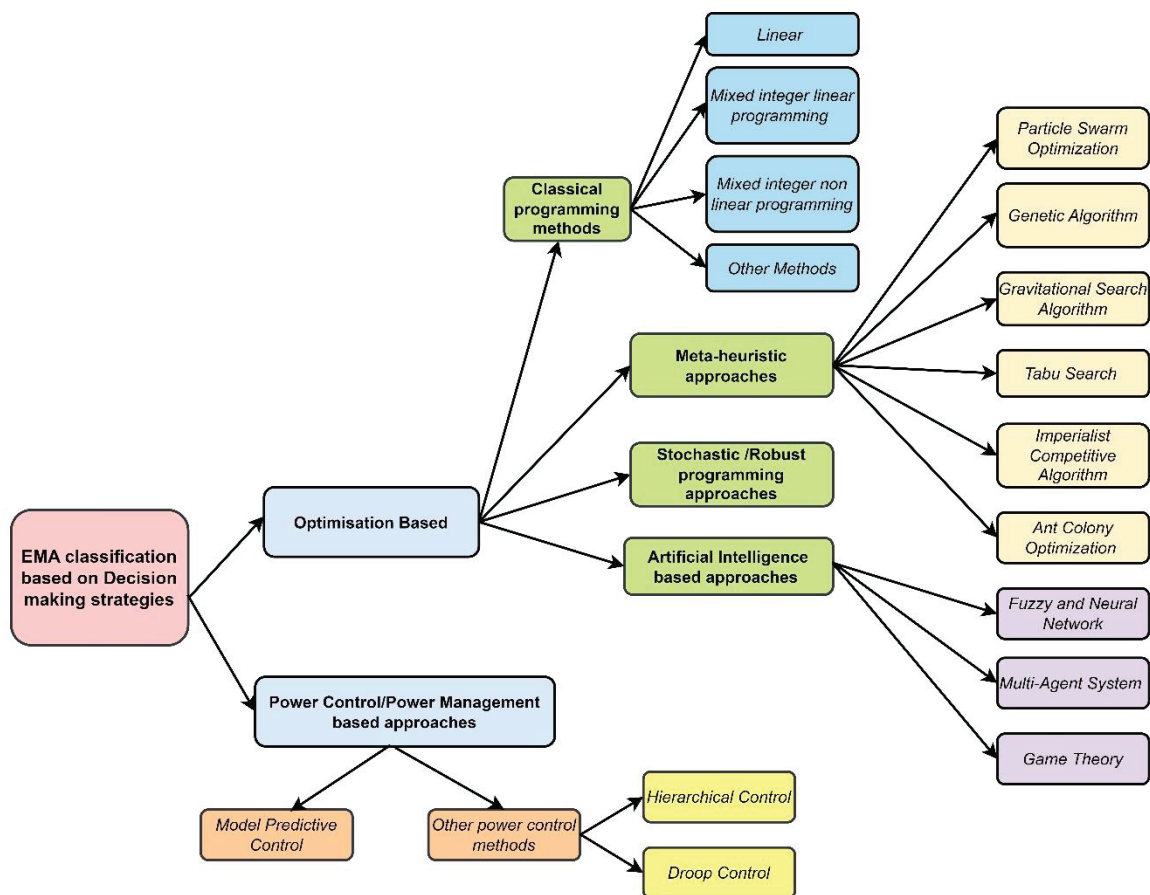 EMA classification
based on Decision
making strategies
Optimisation Based
Power Control/Power Management
based approaches
Classical
programming
methods
Meta-heuristic
approaches
Stochastic /Robust
programming
approaches
Artificial Intelligence
based approaches
Linear
Mixed integer linear
programming
Mixed integer non
linear programming
Other Methods
Particle Swarm
Optimization
Genetic Algorithm
Gravitational Search
Algorithm
Tabu Search
Imperialist
Competitive
Algorithm
Ant Colony
Optimization
Fuzzy and Neural
Network
Multi-Agent System
Game Theory
Model Predictive
Control
Other power control
methods
Hierarchical Control
Droop Control